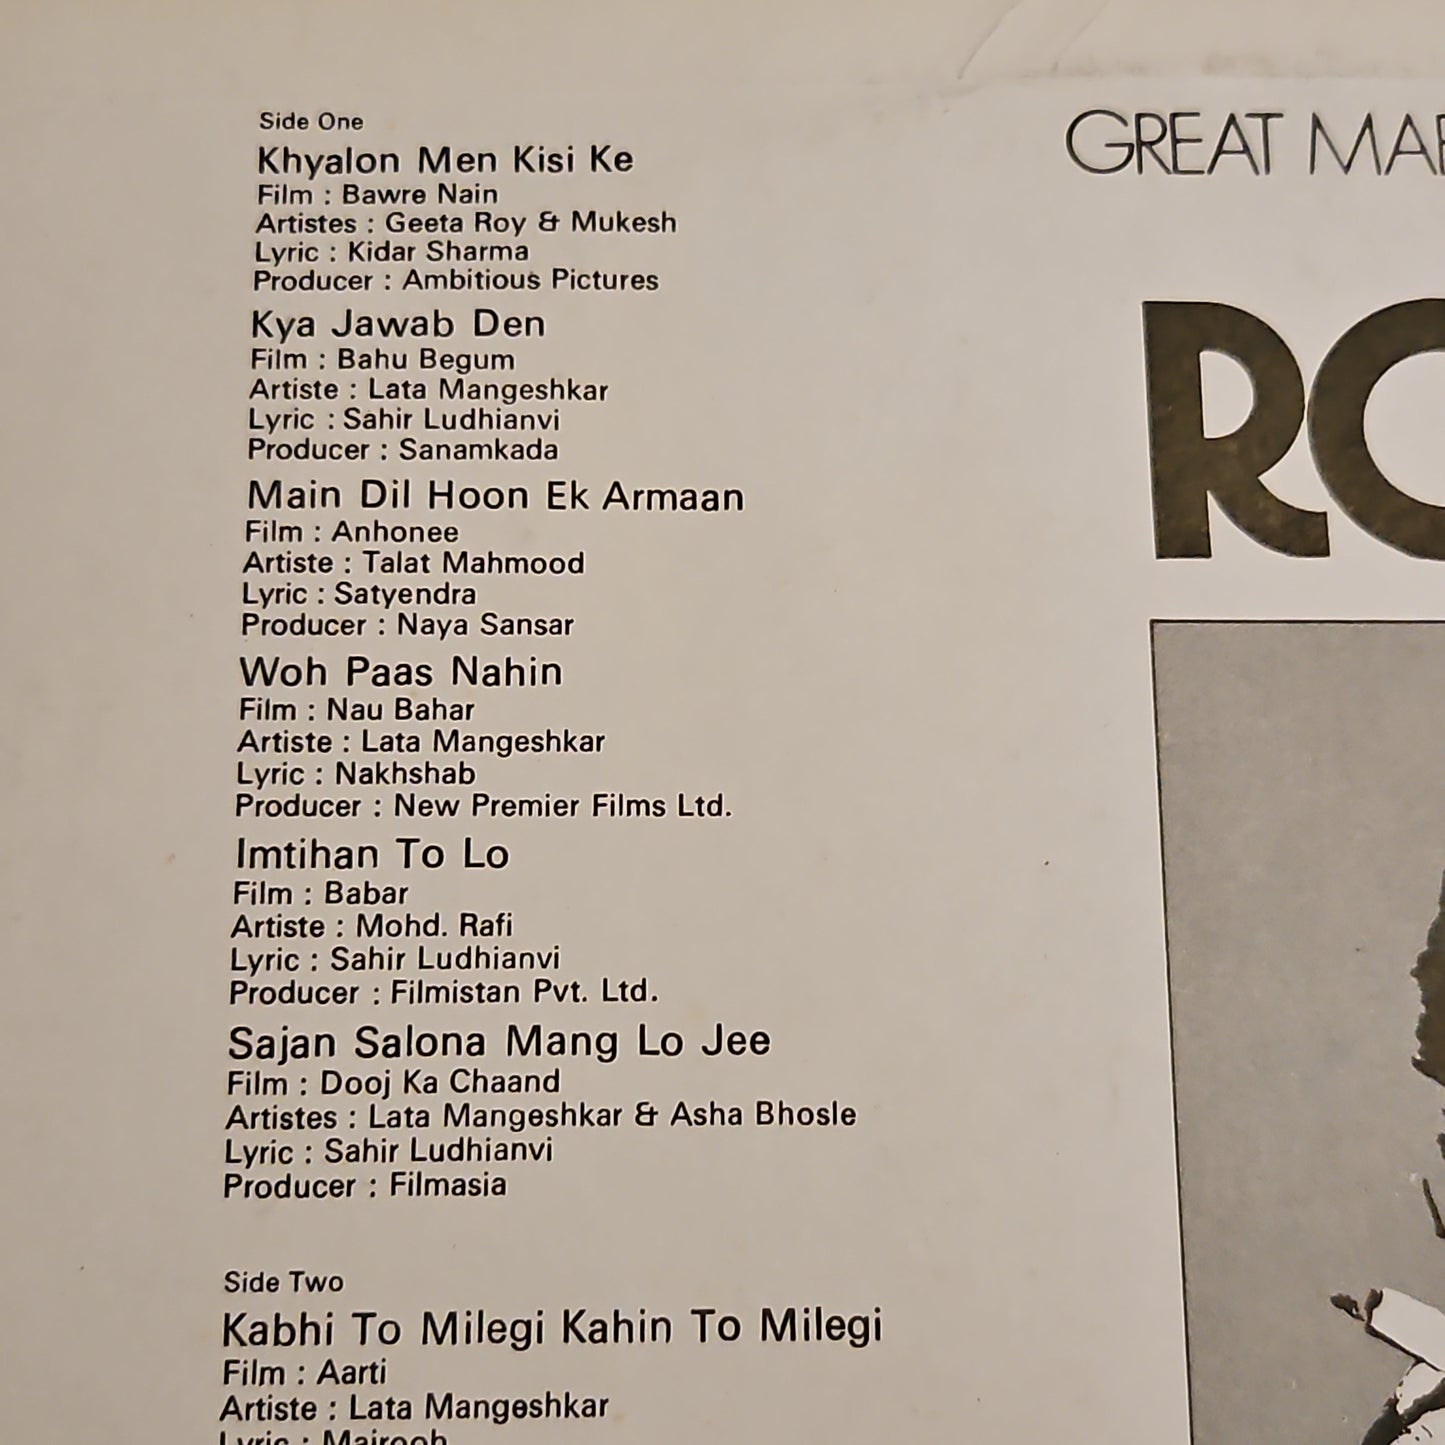 Side One
Khyalon Men Kisi Ke
Film : Bawre Nain
Artistes : Geeta Roy & Mukesh
Lyric : Kidar Sharma
Producer : Ambitious Pictures
Kya Jawab Den
Film : Bahu Begum
Artiste : Lata Mangeshkar
Lyric : Sahir Ludhianvi
Producer : Sanamkada
Main Dil Hoon Ek Armaan
Film : Anhonee
Artiste : Talat Mahmood
Lyric : Satyendra
Producer : Naya Sansar
Woh Paas Nahin
Film : Nau Bahar
Artiste : Lata Mangeshkar
Lyric : Nakhshab
Producer : New Premier Films Ltd.
Imtihan To Lo
Film : Babar
Artiste : Mohd. Rafi
Lyric : Sahir Ludhianvi
Producer : Filmistan Pvt. Ltd.
Sajan Salona Mang Lo Jee
Film : Dooj Ka Chaand
Artistes : Lata Mangeshkar & Asha Bhosle
Lyric : Sahir Ludhianvi
Producer : Filmasia
Side Two
Kabhi To Milegi Kahin To Milegi
Film : Aarti
Artiste : Lata Mangeshkar
Lyric : Majrooh
GREAT